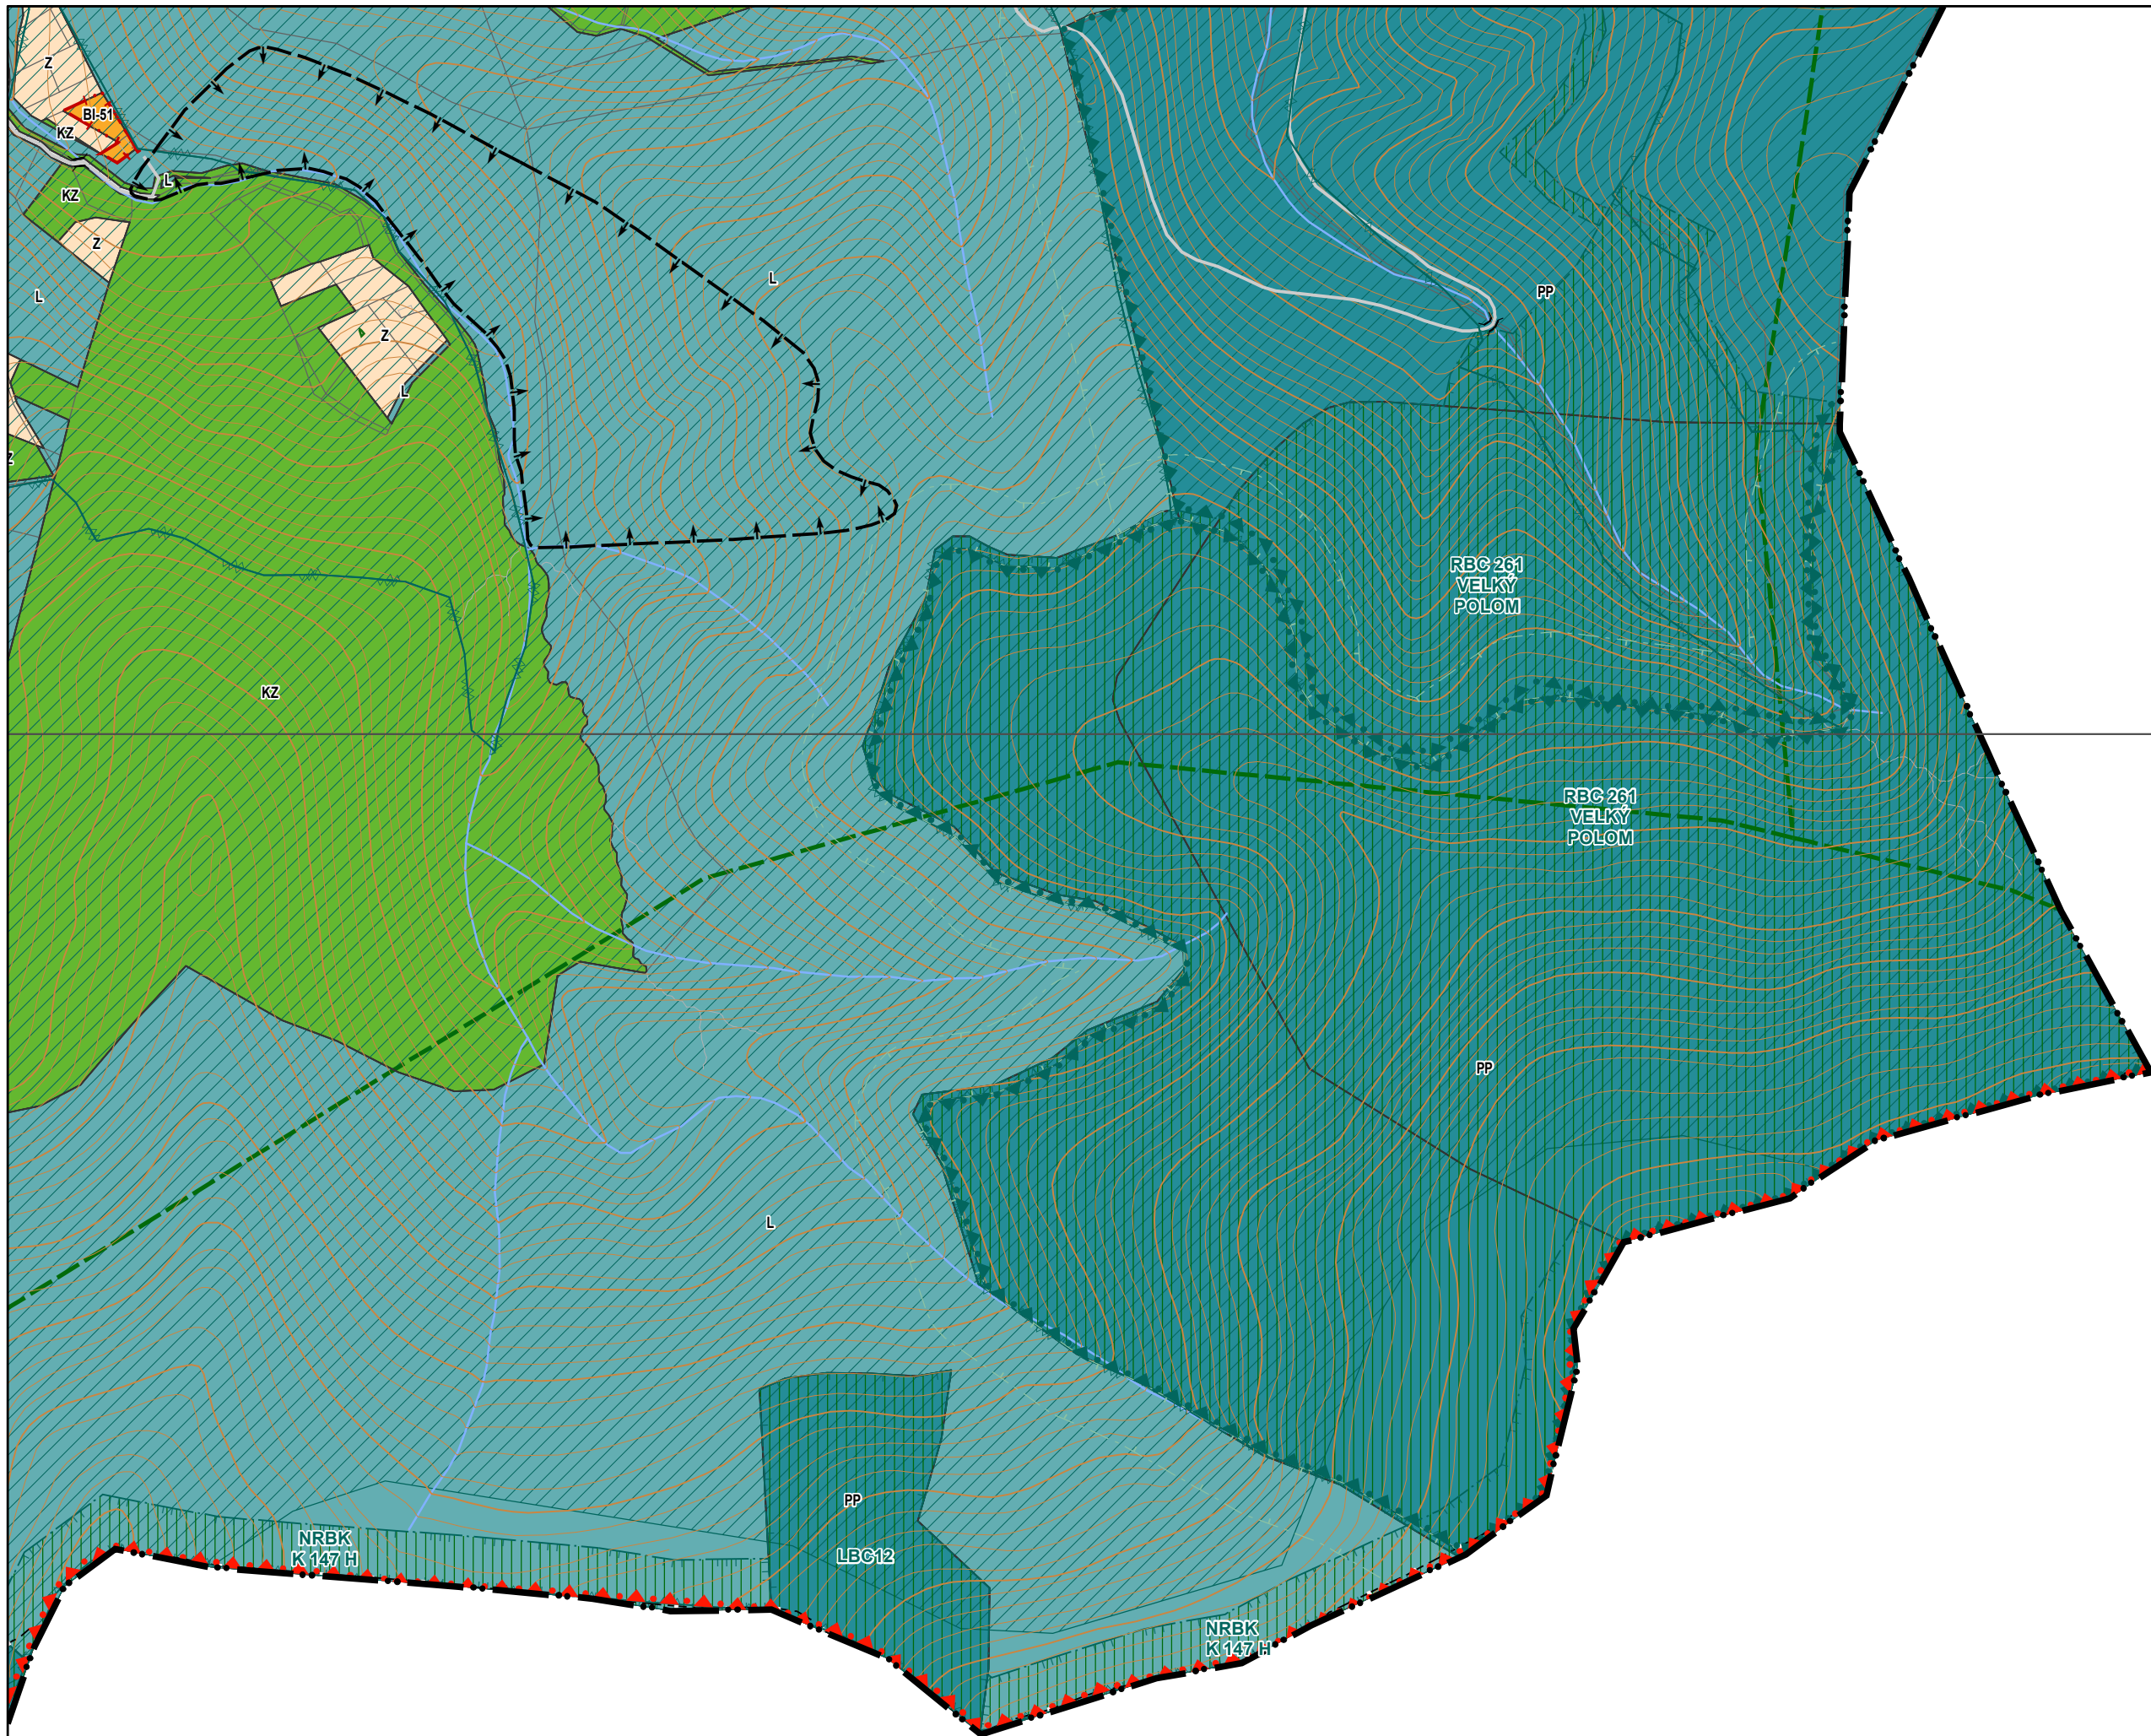 Z
BI-51
KZ
L
KZ
Z
L
L
PP
Z
L
Z
RBC 261
VELKÝ
POLOM
KZ
RBC 261
VELKÝ
POLOM
PP
L
PP
NRBK
K 147 H
LBC12
NRBK
K 147 H